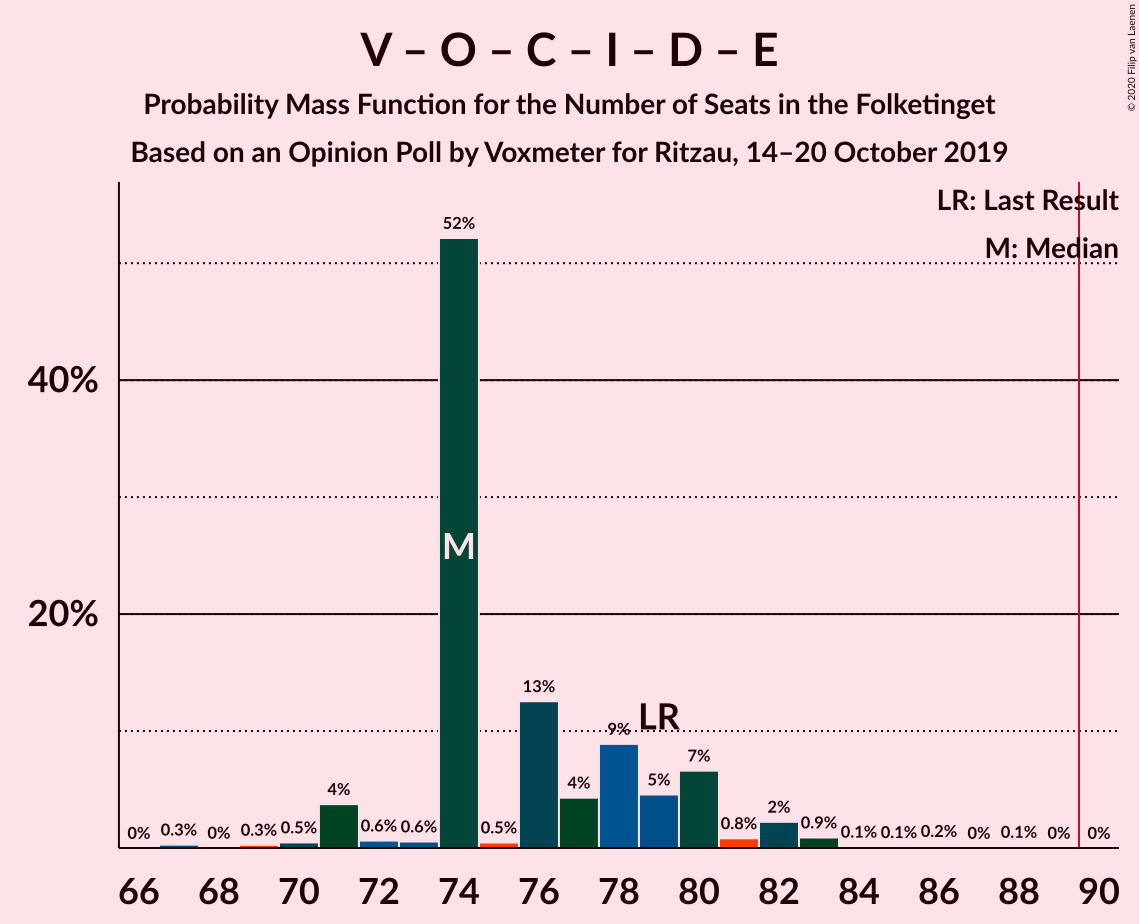 V – O – C – I – D – E
Probability Mass Function for the Number of Seats in the Folketinget
Based on an Opinion Poll by Voxmeter for Ritzau, 14–20 October 2019
© 2020 Filip van Laenen
LR: Last Result
M: Median
40%
20%
0% 0.3% 0% 0.3% 0.5% 4% 0.6% 0.6% 52% 0.5% 13% 4% 9% 5% 7% 0.8% 2% 0.9% 0.1% 0.1% 0.2% 0% 0.1% 0% 0%
M
LR
66 68 70 72 74 76 78 80 82 84 86 88 90